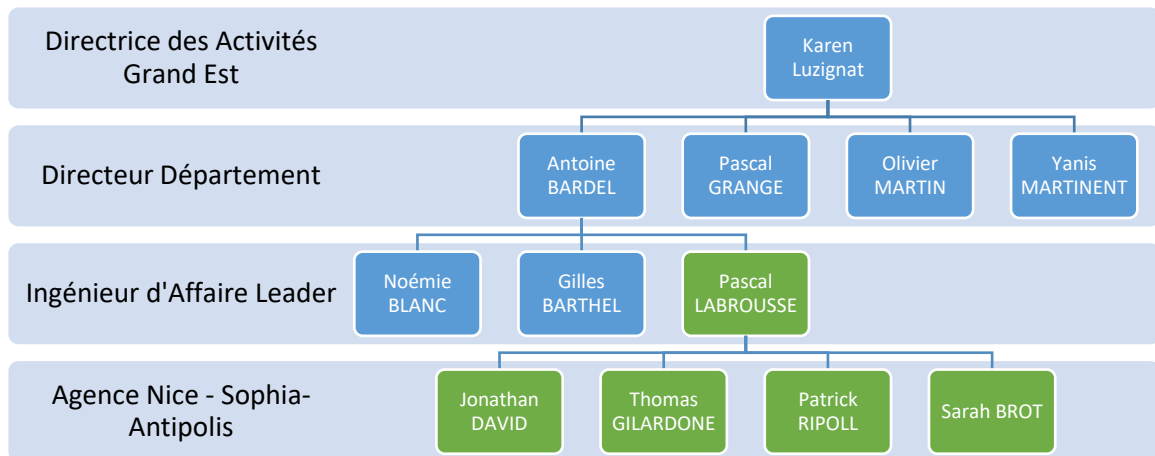 Directrice des Activités
Grand Est
Karen
Luzignat
Directeur Département
Antoine
BARDEL
Pascal
GRANGE
Olivier
MARTIN
Yanis
MARTINENT
Ingénieur d'Affaire Leader
Noémie
BLANC
Gilles
BARTHEL
Pascal
LABROUSSE
Agence Nice - Sophia-
Antipolis
Jonathan
DAVID
Thomas
GILARDONE
Patrick
RIPOLL
Sarah BROT